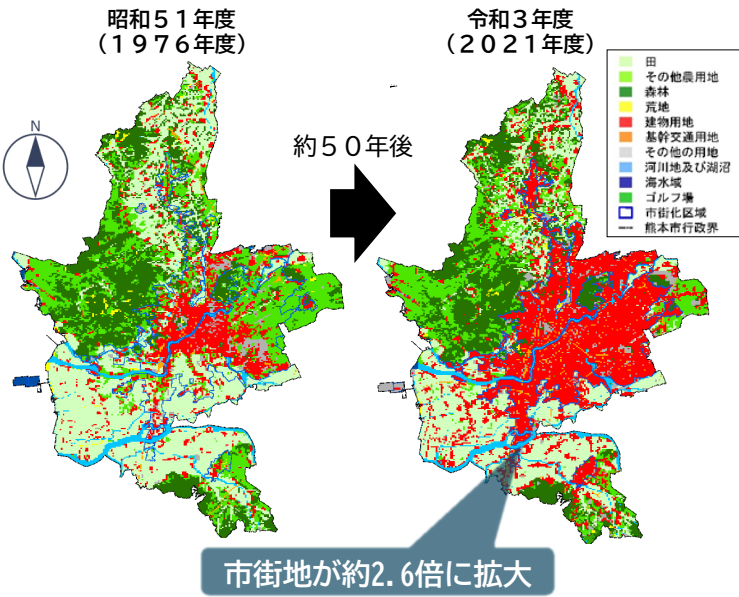 昭和５１年度
（１９７６年度）
令和３年度
（２０２１年度）
N
約５０年後
田
その他農用地
森林
荒地
建物用地
基幹交通用地
その他の用地
河川地及び湖沼
海水域
ゴルフ場
市街化区域
熊本市行政界
市街地が約2.6倍に拡大